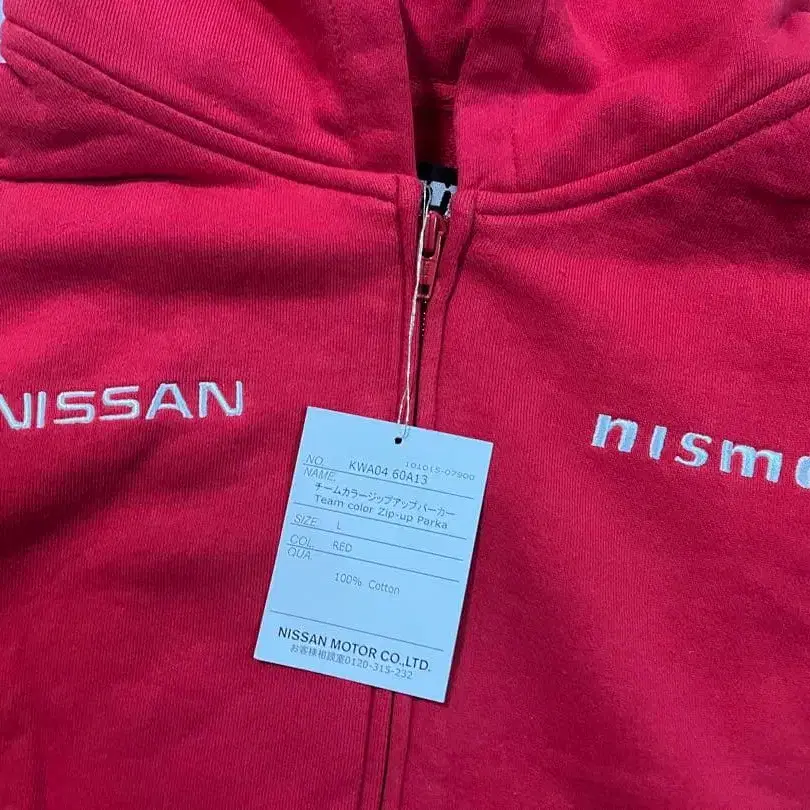 NISSAN
nismo
NO. KWA04 60A13 101015-07900
NAME.
チームカラージップアップパーカー
Team color Zip-up Parka
SIZE. L
COL. RED
QUA.
100% Cotton
NISSAN MOTOR CO.,LTD.
お客様相談室0120-315-232